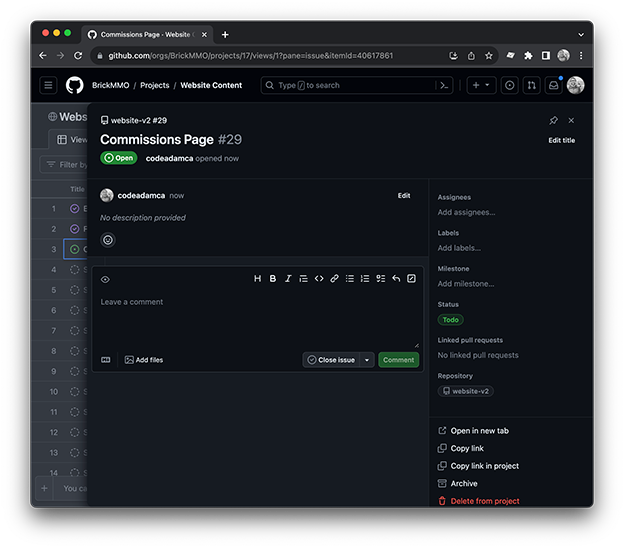 Commissions Page - Website
github.com/orgs/BrickMMO/projects/17/views/1?pane=issue&itemId=40617861
BrickMMO / Projects / Website Content
Type / to search
Webs
website-v2 #29
Commissions Page #29
Edit title
Open codeadamca opened now
View
Filter by
Title
1
2
3
4 S
5 S
6 S
7 S
8 S
9 S
10 S
11 S
12 S
13 S
14 S
You ca
codeadamca now
Edit
No description provided
H B I
Leave a comment
Add files
Close issue
Comment
Assignees
Add assignees...
Labels
Add labels...
Milestone
Add milestone...
Status
Todo
Linked pull requests
No linked pull requests
Repository
website-v2
Open in new tab
Copy link
Copy link in project
Archive
Delete from project